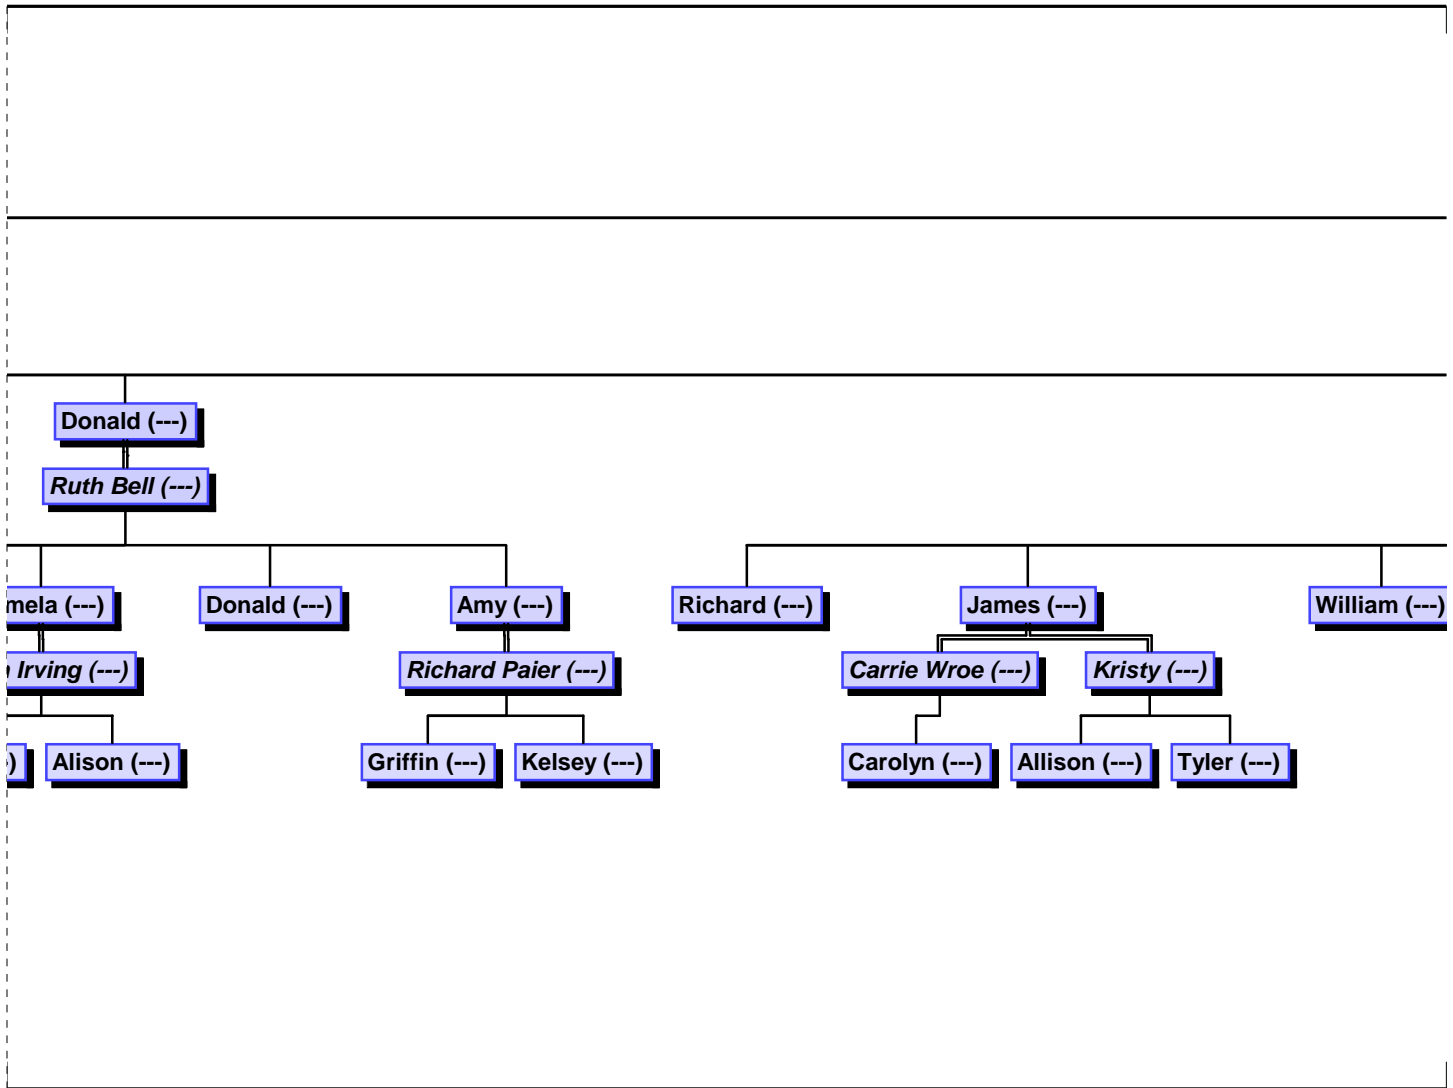 Donald (---)
Ruth Bell (---)
mela (---)
Donald (---)
Amy (---)
Richard (---)
James (---)
William (---)
Irving (---)
Richard Paier (---)
Carrie Wroe (---)
Kristy (---)
Alison (---)
Griffin (---)
Kelsey (---)
Carolyn (---)
Allison (---)
Tyler (---)